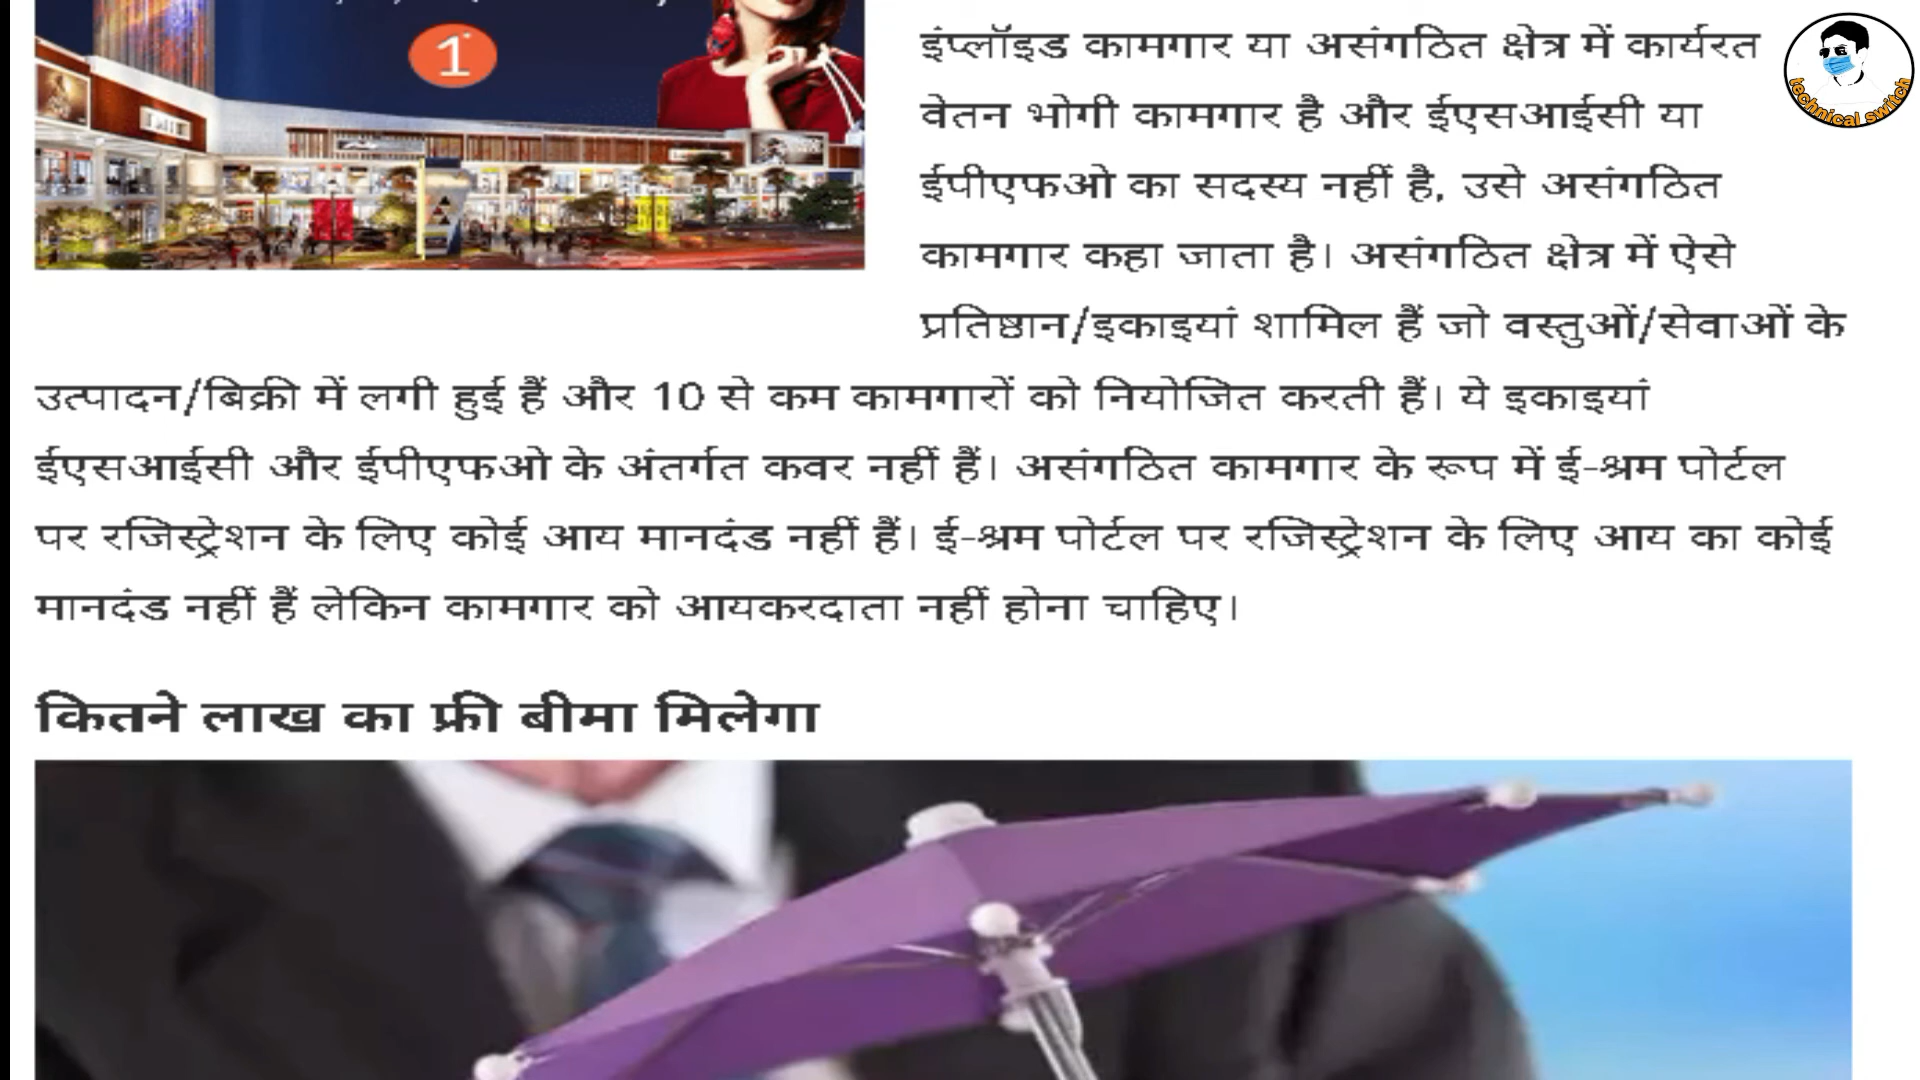 1
इंप्लॉइड कामगार या असंगठित क्षेत्र में कार्यरत
वेतन भोगी कामगार है और ईएसआईसी या
ईपीएफओ का सदस्य नहीं है, उसे असंगठित
कामगार कहा जाता है। असंगठित क्षेत्र में ऐसे
प्रतिष्ठान/इकाइयां शामिल हैं जो वस्तुओं/सेवाओं के
उत्पादन/बिक्री में लगी हुई हैं और 10 से कम कामगारों को नियोजित करती हैं। ये इकाइयां
ईएसआईसी और ईपीएफओ के अंतर्गत कवर नहीं हैं। असंगठित कामगार के रूप में ई-श्रम पोर्टल
पर रजिस्ट्रेशन के लिए कोई आय मानदंड नहीं हैं। ई-श्रम पोर्टल पर रजिस्ट्रेशन के लिए आय का कोई
मानदंड नहीं हैं लेकिन कामगार को आयकरदाता नहीं होना चाहिए।
कितने लाख का फ्री बीमा मिलेगा
technical switch